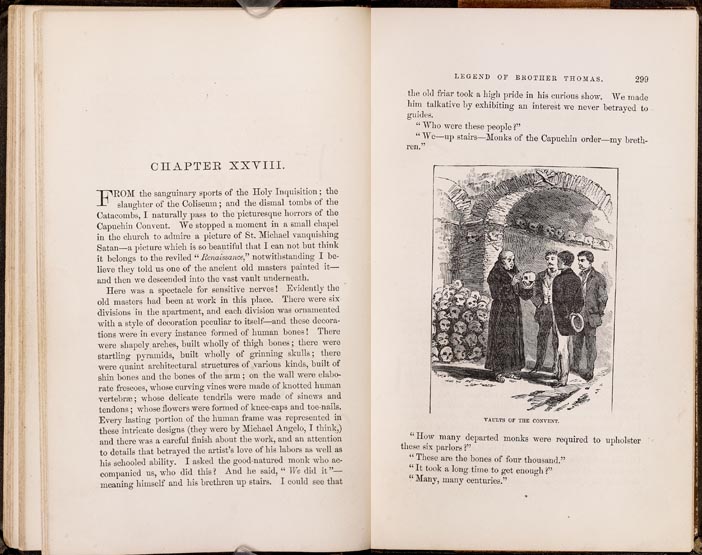 CHAPTER XXVIII.
FROM the sanguinary sports of the Holy Inquisition; the
slaughter of the Coliseum; and the dismal tombs of the
Catacombs, I naturally pass to the picturesque horrors of the
Capuchin Convent. We stopped a moment in a small chapel
in the church to admire a picture of St. Michael vanquishing
Satan—a picture which is so beautiful that I can not but think
it belongs to the reviled "Renaissance," notwithstanding I be-
lieve they told us one of the ancient old masters painted it—
and then we descended into the vast vault underneath.
Here was a spectacle for sensitive nerves! Evidently the
old masters had been at work in this place. There were six
divisions in the apartment, and each division was ornamented
with a style of decoration peculiar to itself—and these decora-
tions were in every instance formed of human bones! There
were shapely arches, built wholly of thigh bones; there were
startling pyramids, built wholly of grinning skulls; there
were quaint architectural structures of various kinds, built of
shin bones and the bones of the arm; on the wall were elabo-
rate frescoes, whose curving vines were made of knotted human
vertebræ; whose delicate tendrils were made of sinews and
tendons; whose flowers were formed of knee-caps and toe-nails.
Every lasting portion of the human frame was represented in
these intricate designs (they were by Michael Angelo, I think,)
and there was a careful finish about the work, and an attention
to details that betrayed the artist's love of his labors as well as
his schooled ability. I asked the good-natured monk who ac-
companied us, who did this? And he said, "We did it"—
meaning himself and his brethren up stairs. I could see that
LEGEND OF BROTHER THOMAS. 299
the old friar took a high pride in his curious show. We made
him talkative by exhibiting an interest we never betrayed to
guides.
"Who were these people?"
"We—up stairs—Monks of the Capuchin order—my breth-
ren."
VAULTS OF THE CONVENT.
"How many departed monks were required to upholster
these six parlors?"
"These are the bones of four thousand."
"It took a long time to get enough?"
"Many, many centuries."